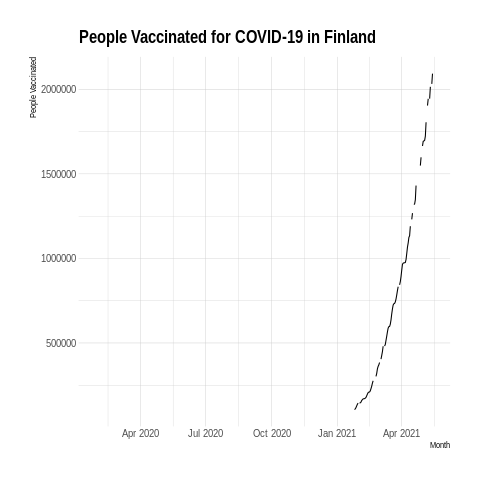 People Vaccinated for COVID-19 in Finland
People Vaccinated
2000000
1500000
1000000
500000
Apr 2020 Jul 2020 Oct 2020 Jan 2021 Apr 2021
Month